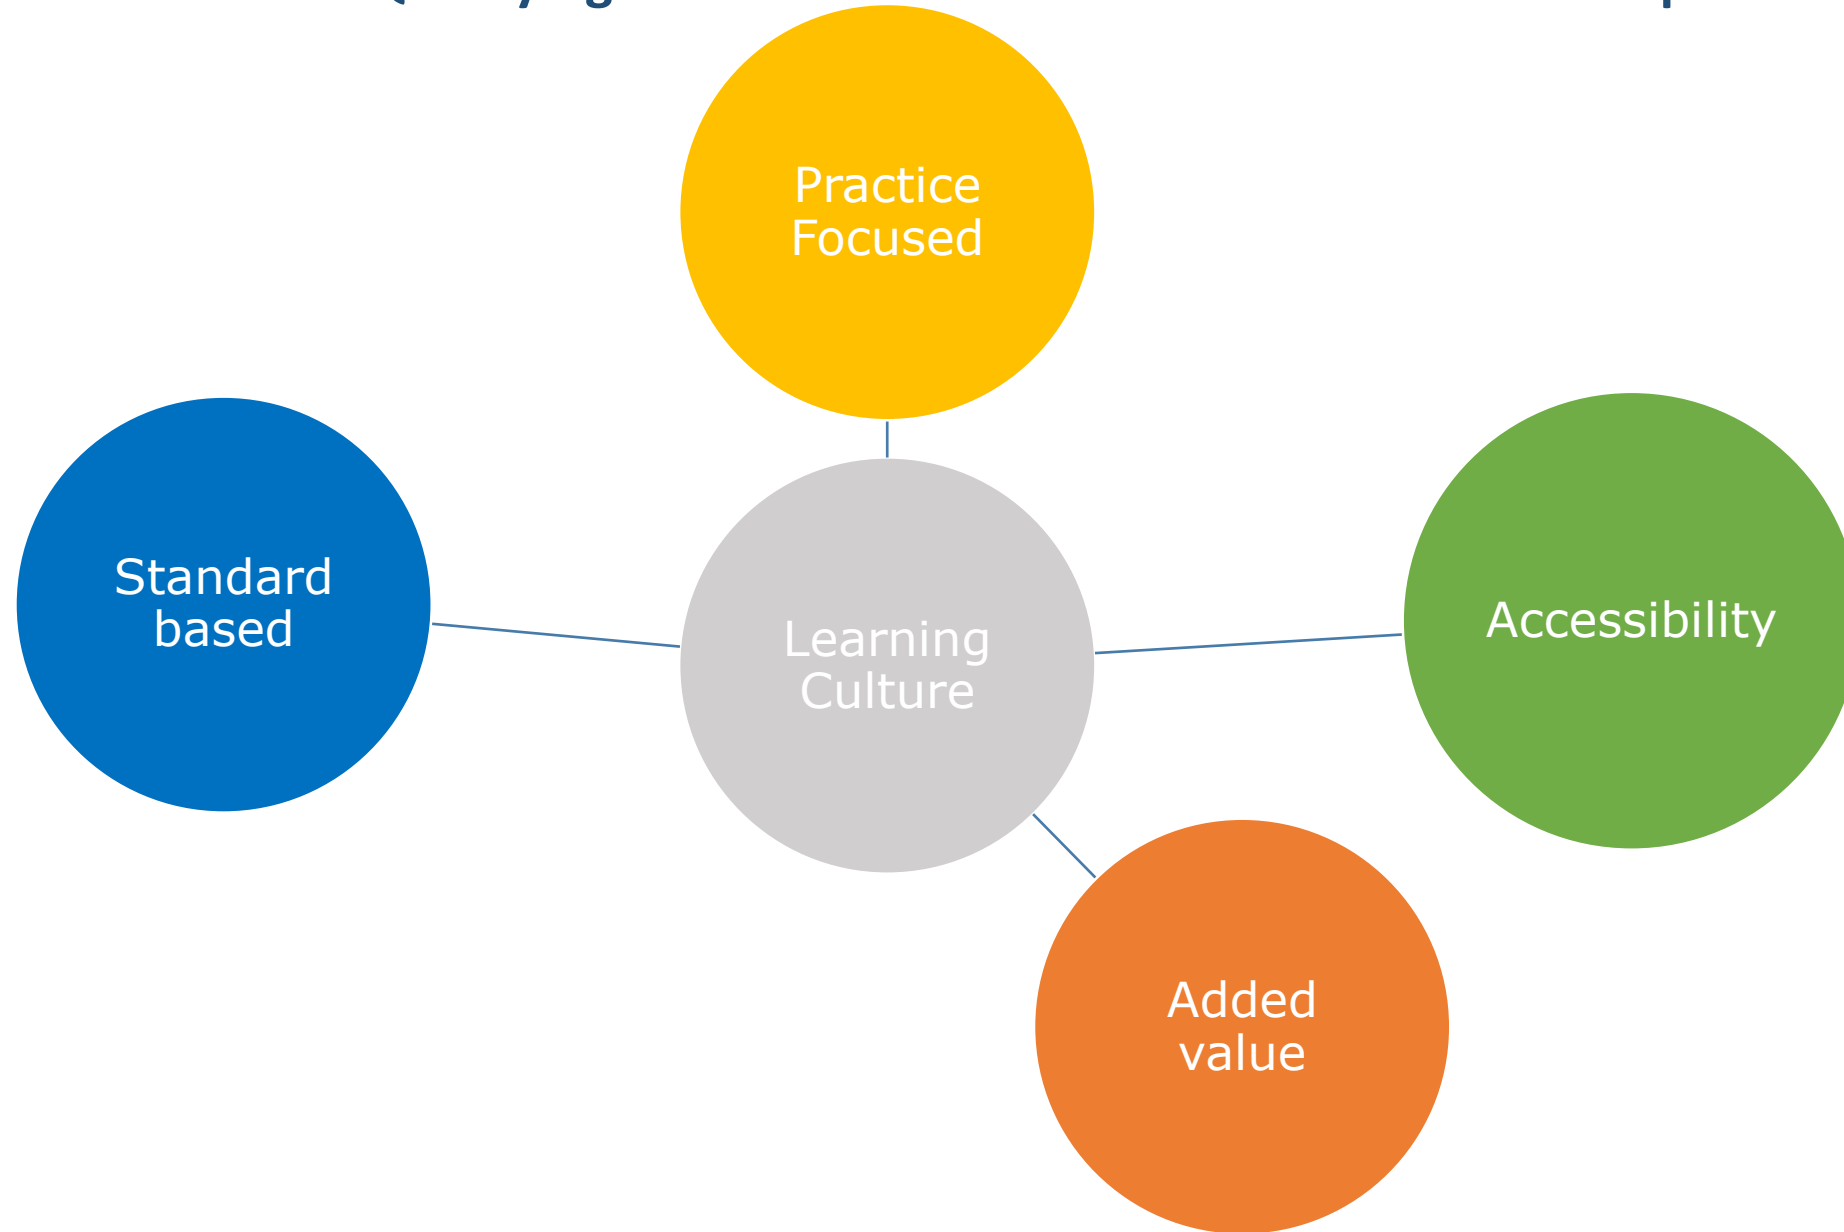 Practice
Focused
Standard
based
Learning
Culture
Accessibility
Added
value